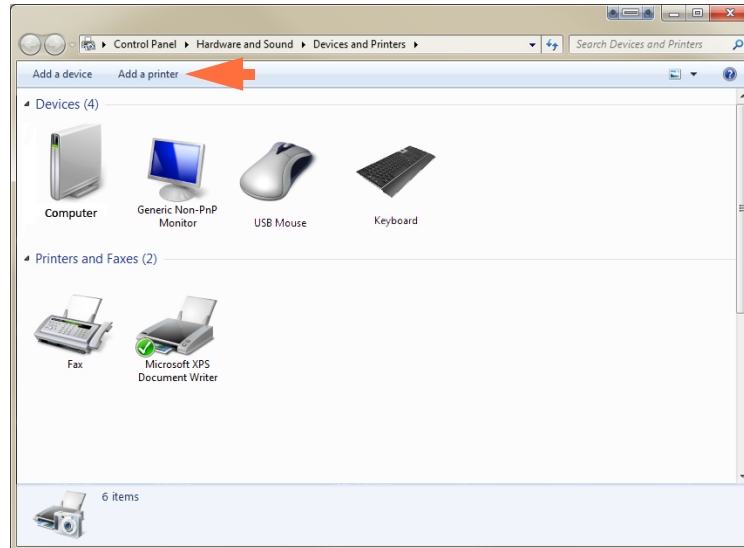 Control Panel ▸ Hardware and Sound ▸ Devices and Printers ▸
Search Devices and Printers
Add a device Add a printer
Devices (4)
Computer
Generic Non-PnP
Monitor
USB Mouse
Keyboard
Printers and Faxes (2)
Fax
Microsoft XPS
Document Writer
6 items